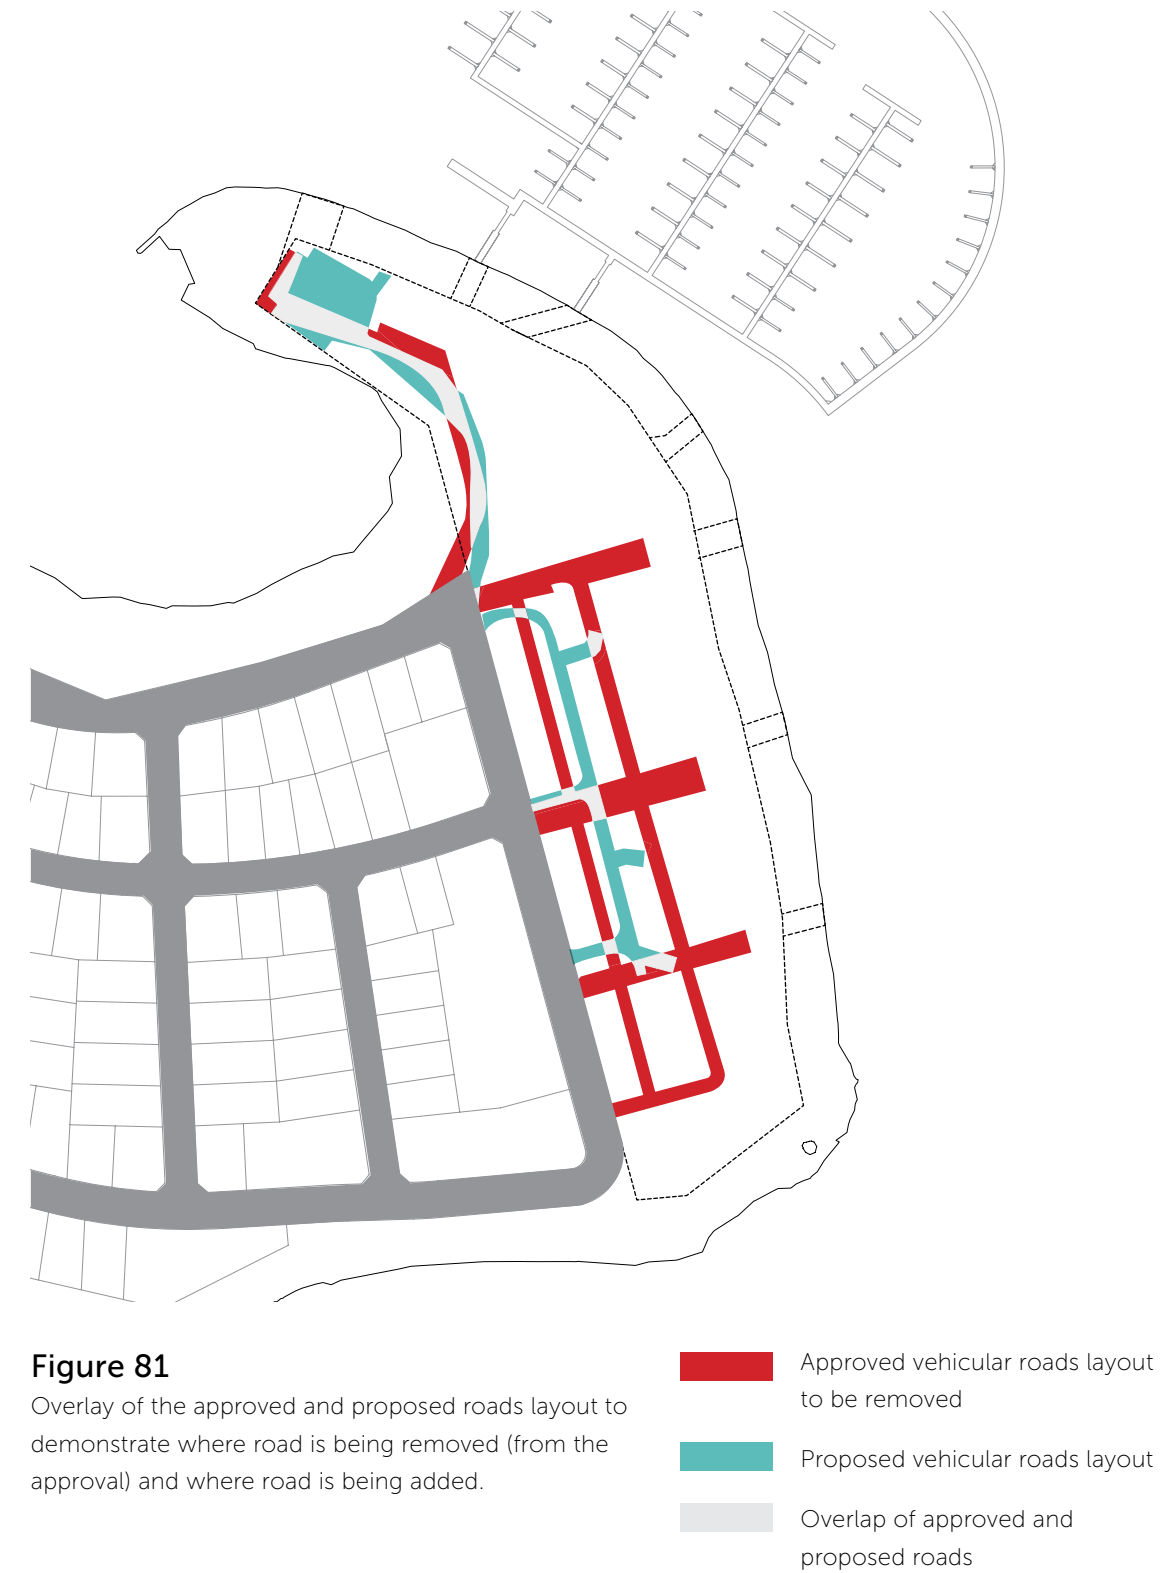 Figure 81
Overlay of the approved and proposed roads layout to
demonstrate where road is being removed (from the
approval) and where road is being added.
Approved vehicular roads layout
to be removed
Proposed vehicular roads layout
Overlap of approved and
proposed roads